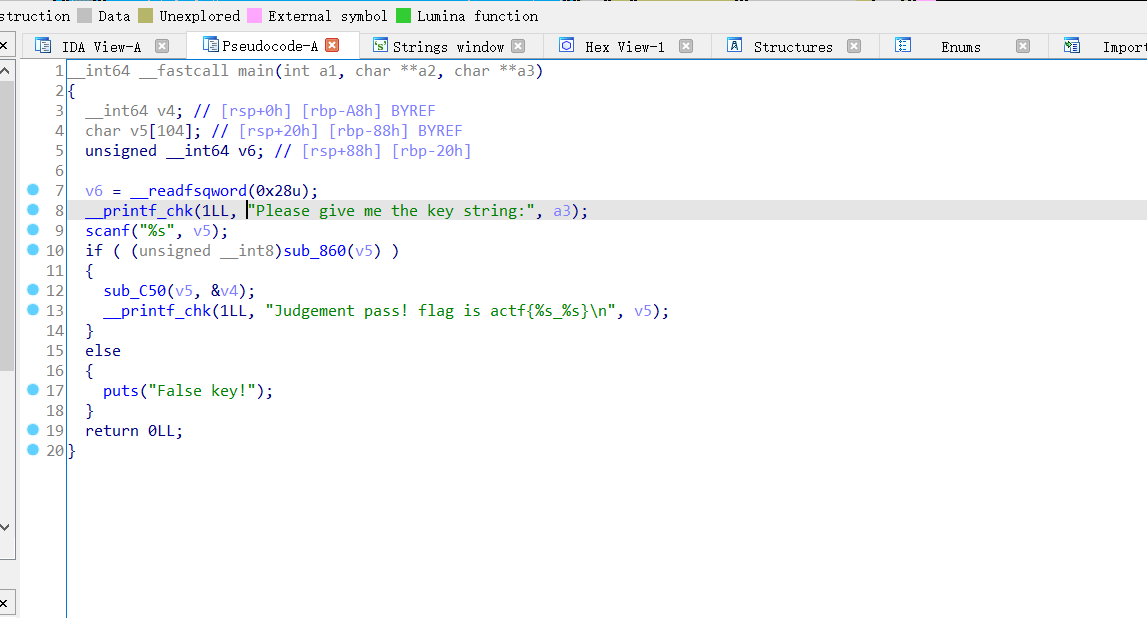 struction Data Unexplored External symbol Lumina function
IDA View-A Pseudocode-A Strings window Hex View-1 Structures Enums Import
1 __int64 __fastcall main(int a1, char **a2, char **a3)
2 {
3 __int64 v4; // [rsp+0h] [rbp-A8h] BYREF
4 char v5[104]; // [rsp+20h] [rbp-88h] BYREF
5 unsigned __int64 v6; // [rsp+88h] [rbp-20h]
6
7 v6 = __readfsqword(0x28u);
8 __printf_chk(1LL, "Please give me the key string:", a3);
9 scanf("%s", v5);
10 if ( (unsigned __int8)sub_860(v5) )
11 {
12 sub_C50(v5, &v4);
13 __printf_chk(1LL, "Judgement pass! flag is actf{%s_%s}\n", v5);
14 }
15 else
16 {
17 puts("False key!");
18 }
19 return 0LL;
20 }